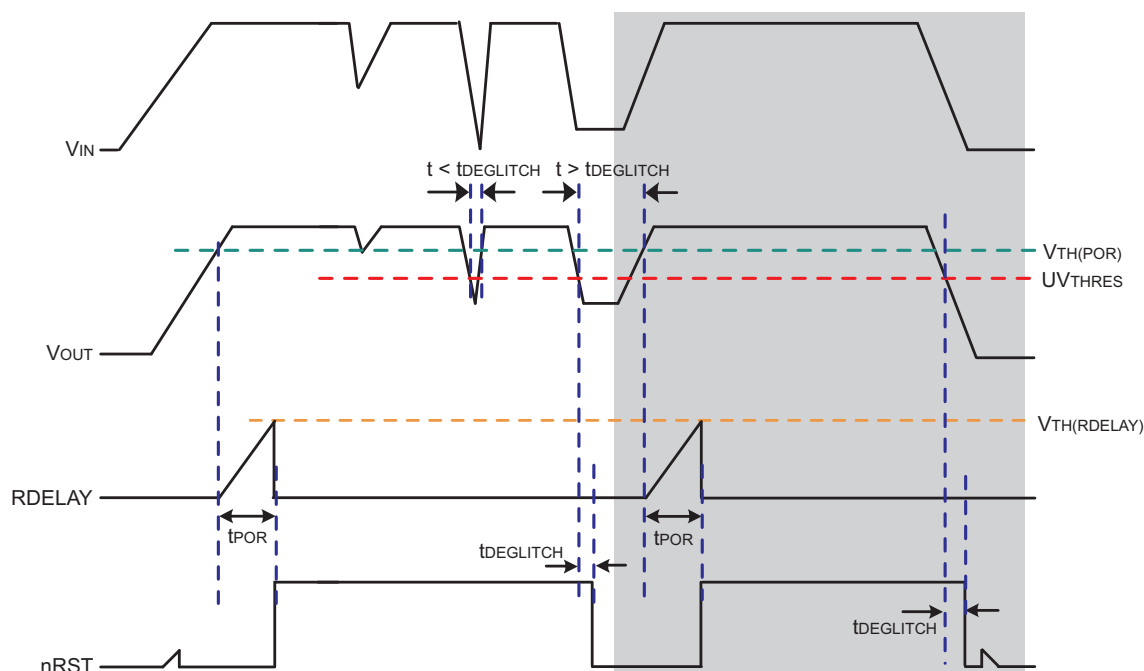 VIN
t < tDEGLITCH
t > tDEGLITCH
VTH(POR)
UVTHRES
VOUT
VTH(RDELAY)
RDELAY
tPOR
tPOR
tDEGLITCH
tDEGLITCH
nRST